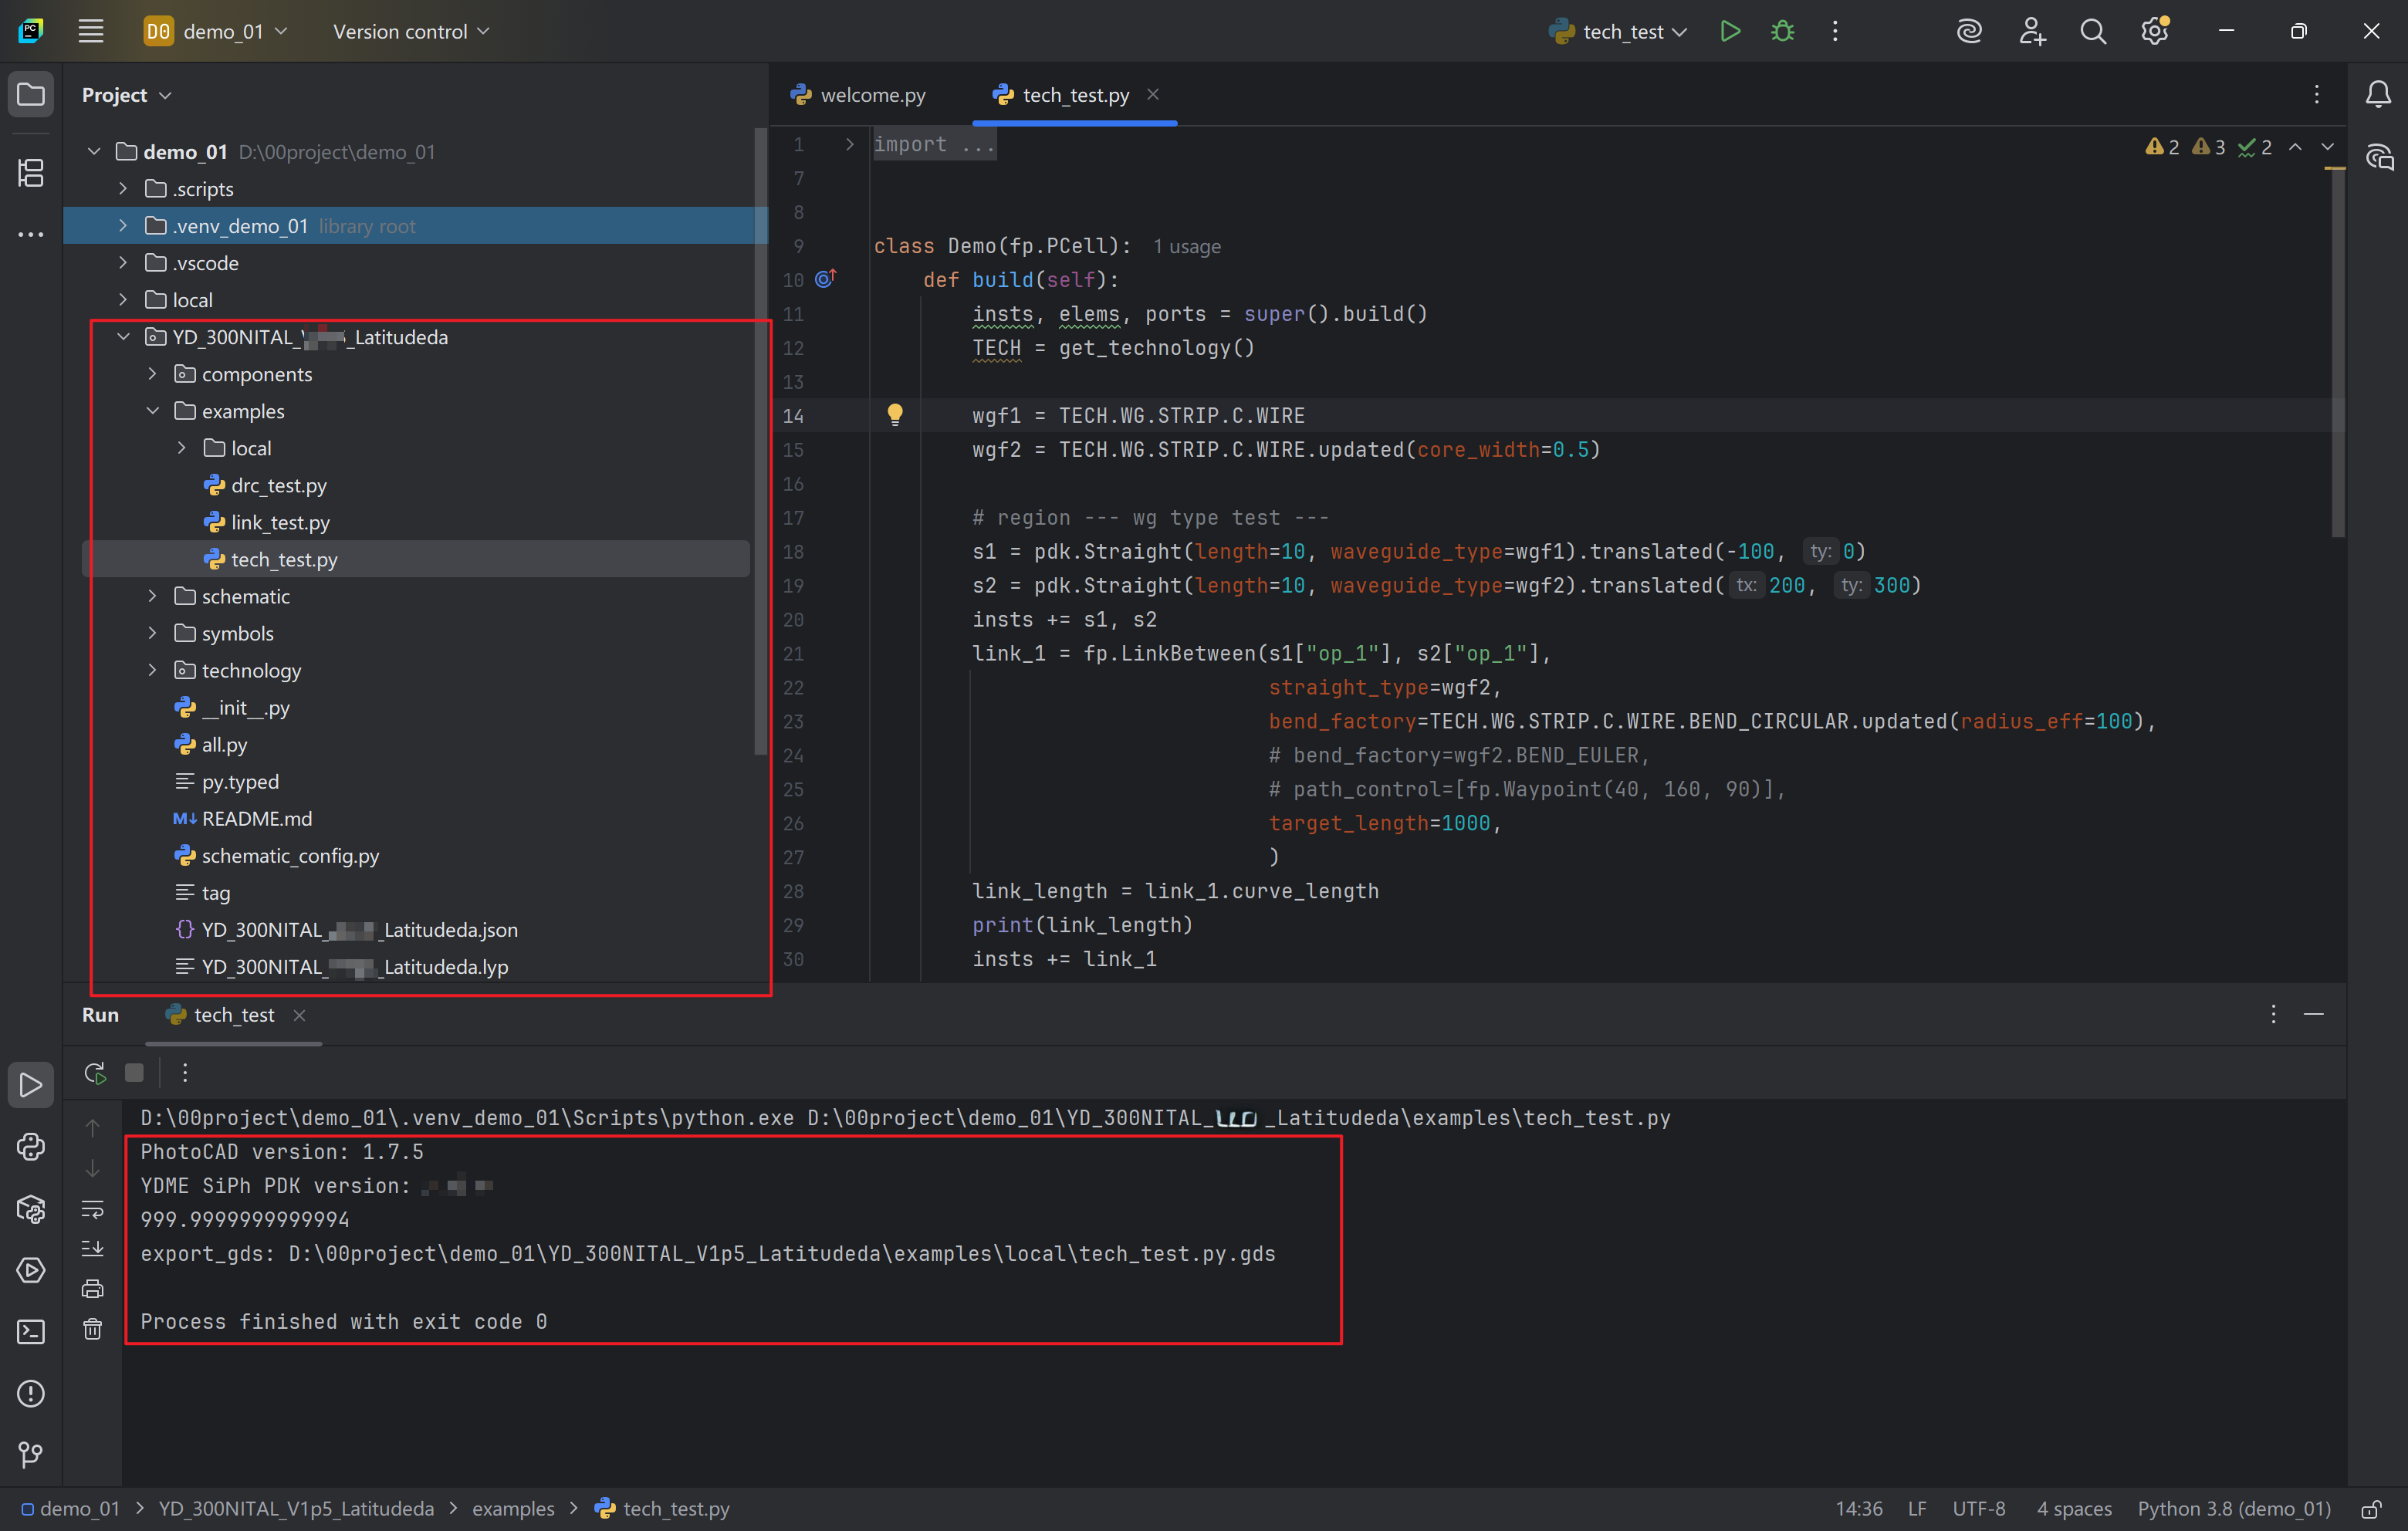 D0 demo_01 Version control tech_test
Project
demo_01 D:\00project\demo_01
.scripts
.venv_demo_01 library root
.vscode
local
YD_300NITAL_ _Latitudeda
components
examples
local
drc_test.py
link_test.py
tech_test.py
schematic
symbols
technology
__init__.py
all.py
py.typed
M↓ README.md
schematic_config.py
tag
{} YD_300NITAL_ _Latitudeda.json
YD_300NITAL_ _Latitudeda.lyp
welcome.py tech_test.py
2 3 2
1 import ...
7
8
9 class Demo(fp.PCell): 1 usage
10 def build(self):
11 insts, elems, ports = super().build()
12 TECH = get_technology()
13
14 wgf1 = TECH.WG.STRIP.C.WIRE
15 wgf2 = TECH.WG.STRIP.C.WIRE.updated(core_width=0.5)
16
17 # region --- wg type test ---
18 s1 = pdk.Straight(length=10, waveguide_type=wgf1).translated(-100, ty: 0)
19 s2 = pdk.Straight(length=10, waveguide_type=wgf2).translated( tx: 200, ty: 300)
20 insts += s1, s2
21 link_1 = fp.LinkBetween(s1["op_1"], s2["op_1"],
22 straight_type=wgf2,
23 bend_factory=TECH.WG.STRIP.C.WIRE.BEND_CIRCULAR.updated(radius_eff=100),
24 # bend_factory=wgf2.BEND_EULER,
25 # path_control=[fp.Waypoint(40, 160, 90)],
26 target_length=1000,
27 )
28 link_length = link_1.curve_length
29 print(link_length)
30 insts += link_1
Run tech_test
D:\00project\demo_01\.venv_demo_01\Scripts\python.exe D:\00project\demo_01\YD_300NITAL_ _Latitudeda\examples\tech_test.py
PhotoCAD version: 1.7.5
YDME SiPh PDK version:
999.9999999999994
export_gds: D:\00project\demo_01\YD_300NITAL_V1p5_Latitudeda\examples\local\tech_test.py.gds
Process finished with exit code 0
demo_01 > YD_300NITAL_V1p5_Latitudeda > examples > tech_test.py 14:36 LF UTF-8 4 spaces Python 3.8 (demo_01)